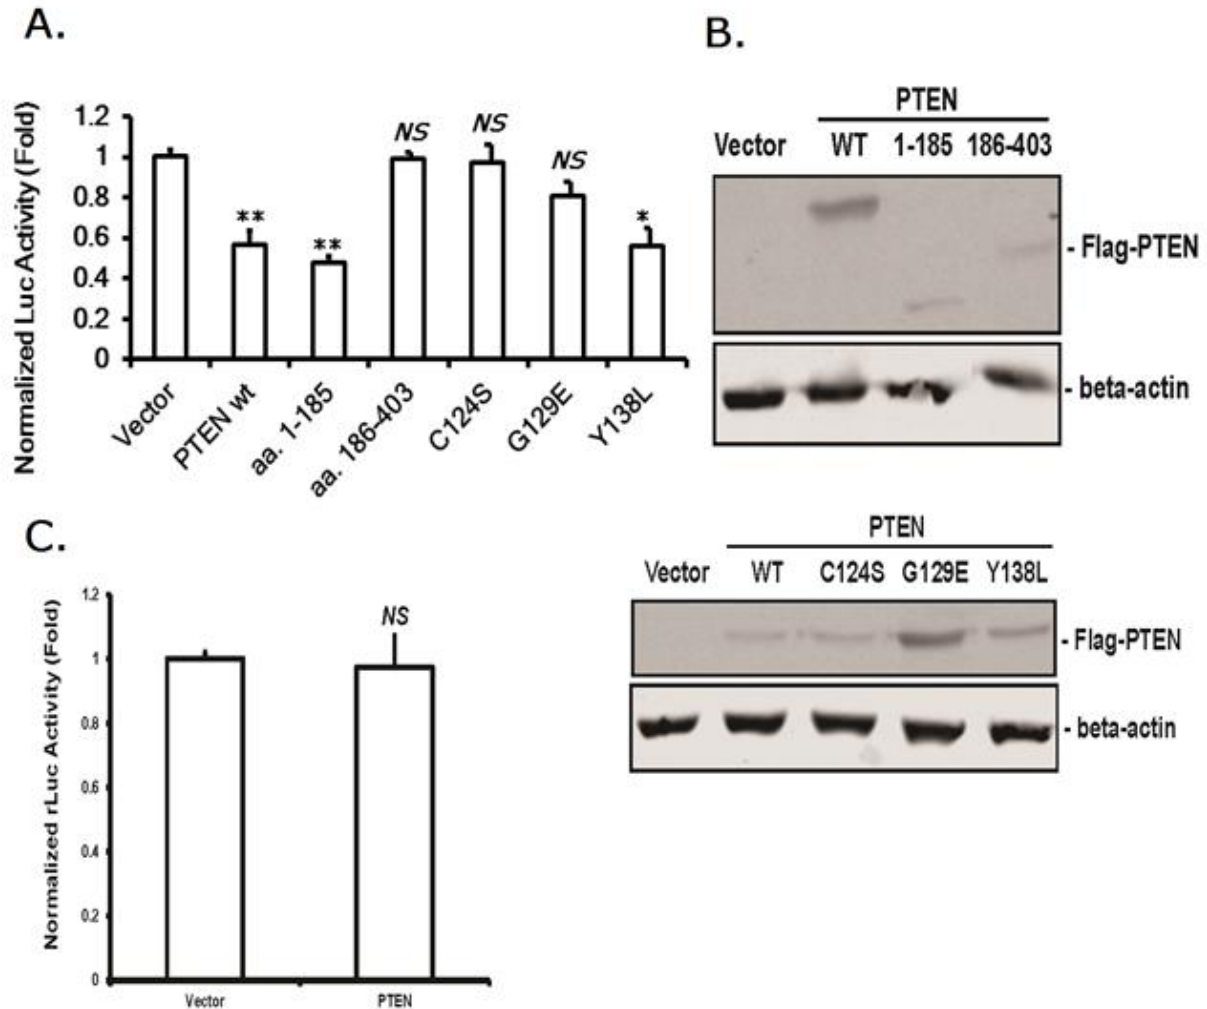 A.
Normalized Luc Activity (Fold)
1.2
1
0.8
0.6
0.4
0.2
0
**
**
NS
NS
NS
*
Vector
PTEN wt
aa. 1-185
aa. 186-403
C124S
G129E
Y138L
B.
PTEN
Vector WT 1-185 186-403
- Flag-PTEN
- beta-actin
PTEN
Vector WT C124S G129E Y138L
- Flag-PTEN
- beta-actin
C.
Normalized rLuc Activity (Fold)
1.2
1
0.8
0.6
0.4
0.2
0
NS
Vector
PTEN